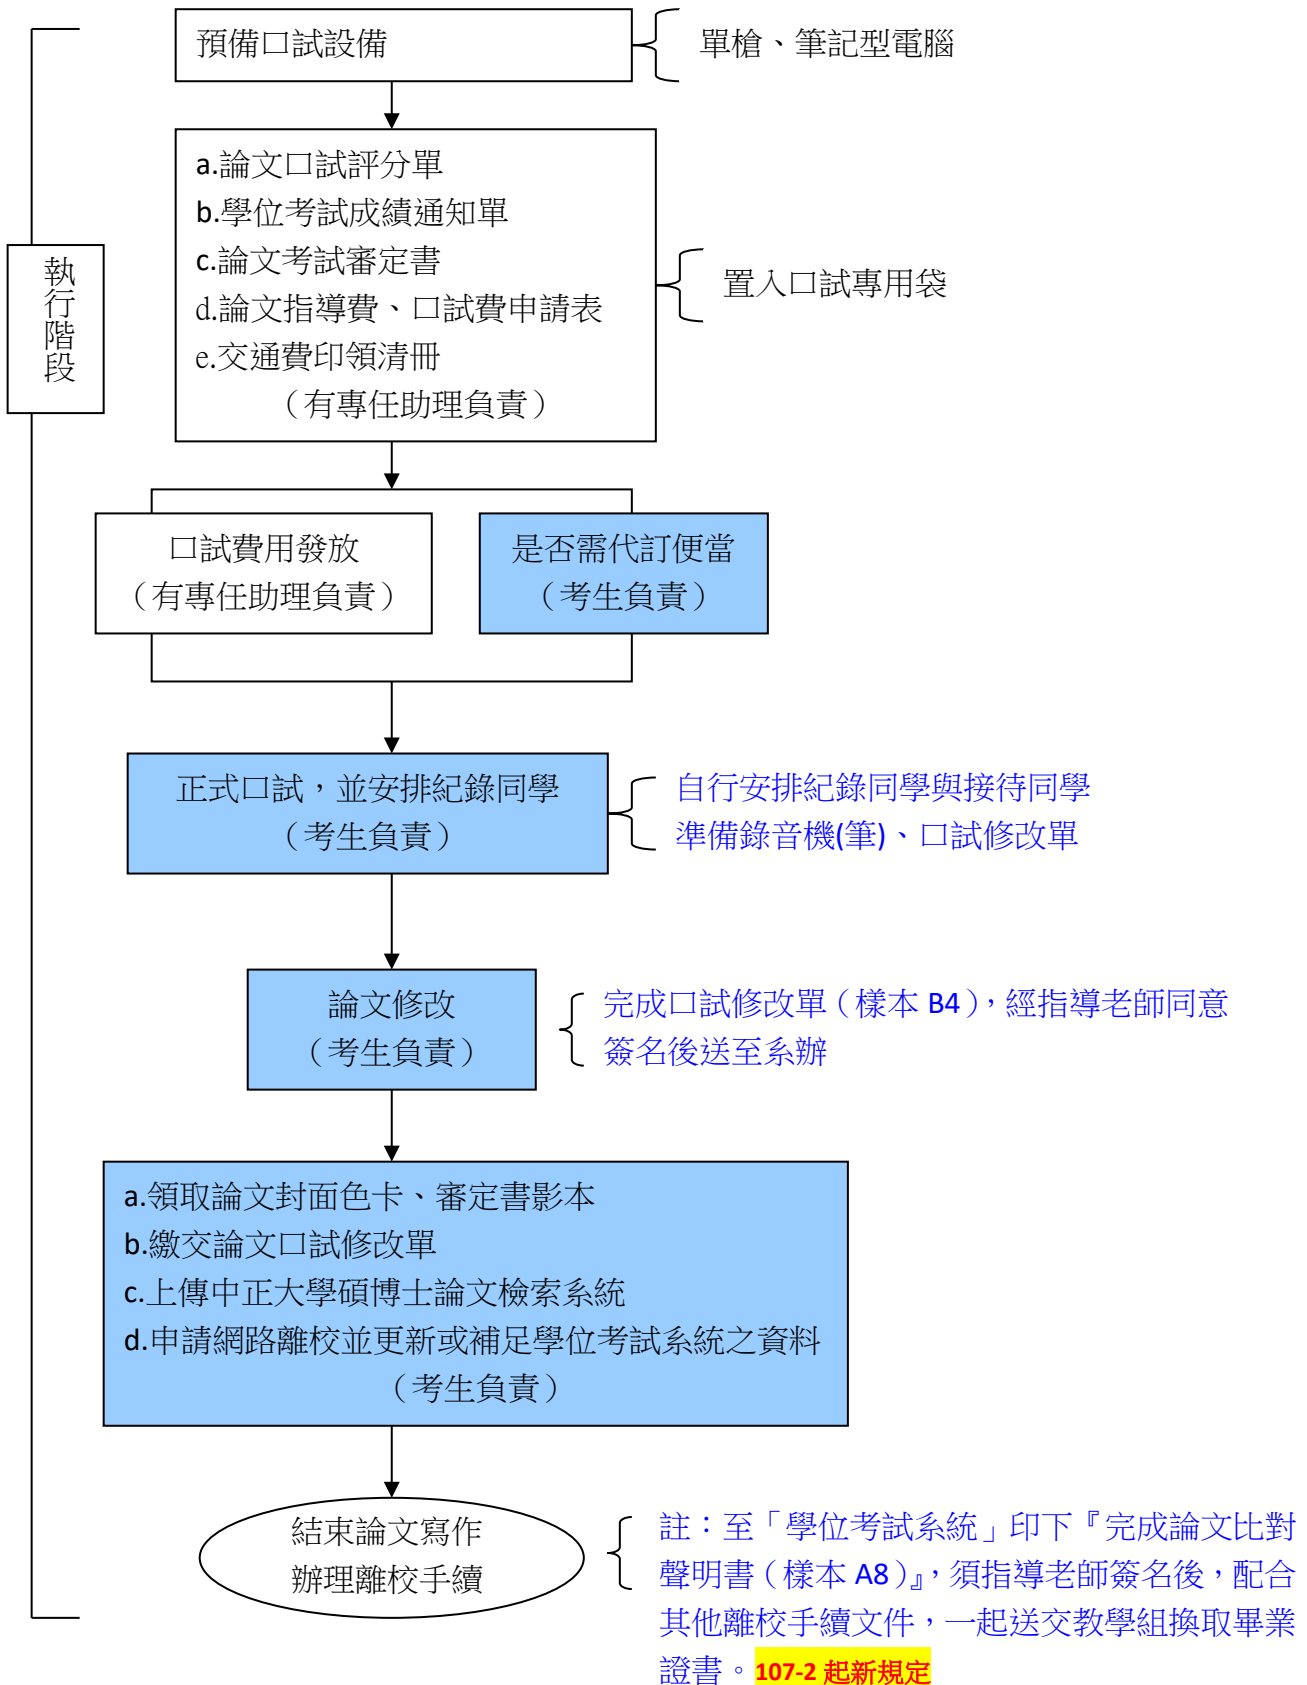 預備口試設備
單槍、筆記型電腦
a.論文口試評分單
b.學位考試成績通知單
c.論文考試審定書
d.論文指導費、口試費申請表
e.交通費印領清冊
（有專任助理負責）
置入口試專用袋
執行階段
口試費用發放
（有專任助理負責）
是否需代訂便當
（考生負責）
正式口試，並安排紀錄同學
（考生負責）
自行安排紀錄同學與接待同學
準備錄音機(筆)、口試修改單
論文修改
（考生負責）
完成口試修改單（樣本 B4），經指導老師同意
簽名後送至系辦
a.領取論文封面色卡、審定書影本
b.繳交論文口試修改單
c.上傳中正大學碩博士論文檢索系統
d.申請網路離校並更新或補足學位考試系統之資料
（考生負責）
結束論文寫作
辦理離校手續
註：至「學位考試系統」印下『完成論文比對
聲明書（樣本 A8）』，須指導老師簽名後，配合
其他離校手續文件，一起送交教學組換取畢業
證書。107-2 起新規定